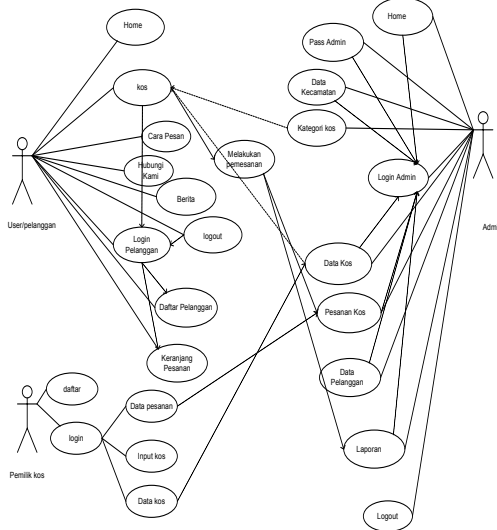 Home
Home
Pass Admin
kos
Data
Kecamatan
Kategori kos
Cara Pesan
Melakukan
pemesanan
Hubungi
Kami
Login Admin
Berita
User/pelanggan
Adm
Login
Pelanggan
logout
Data Kos
Daftar Pelanggan
Pesanan Kos
Keranjang
Pesanan
Data
Pelanggan
daftar
Data pesanan
login
Laporan
Input kos
Pemilik kos
Data kos
Logout